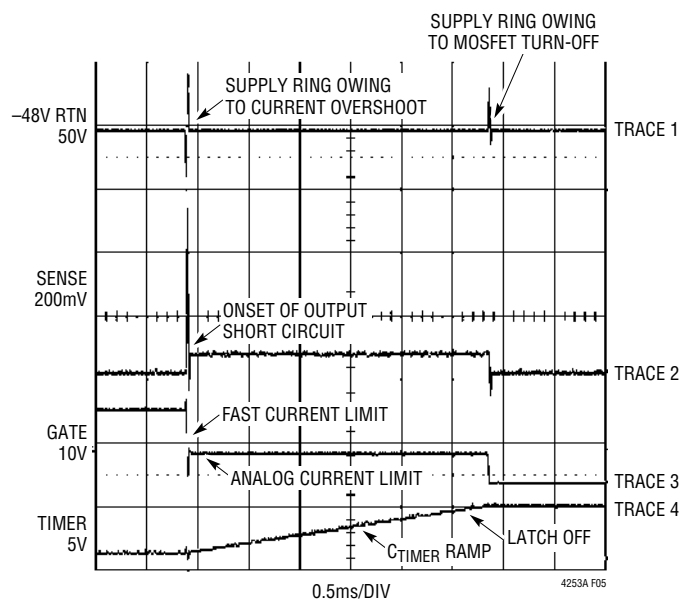 SUPPLY RING OWING
TO MOSFET TURN-OFF
SUPPLY RING OWING
TO CURRENT OVERSHOOT
–48V RTN
50V
TRACE 1
SENSE
200mV
ONSET OF OUTPUT
SHORT CIRCUIT
TRACE 2
FAST CURRENT LIMIT
GATE
10V
ANALOG CURRENT LIMIT
TRACE 3
TRACE 4
TIMER
5V
CTIMER RAMP
LATCH OFF
0.5ms/DIV
4253A F05